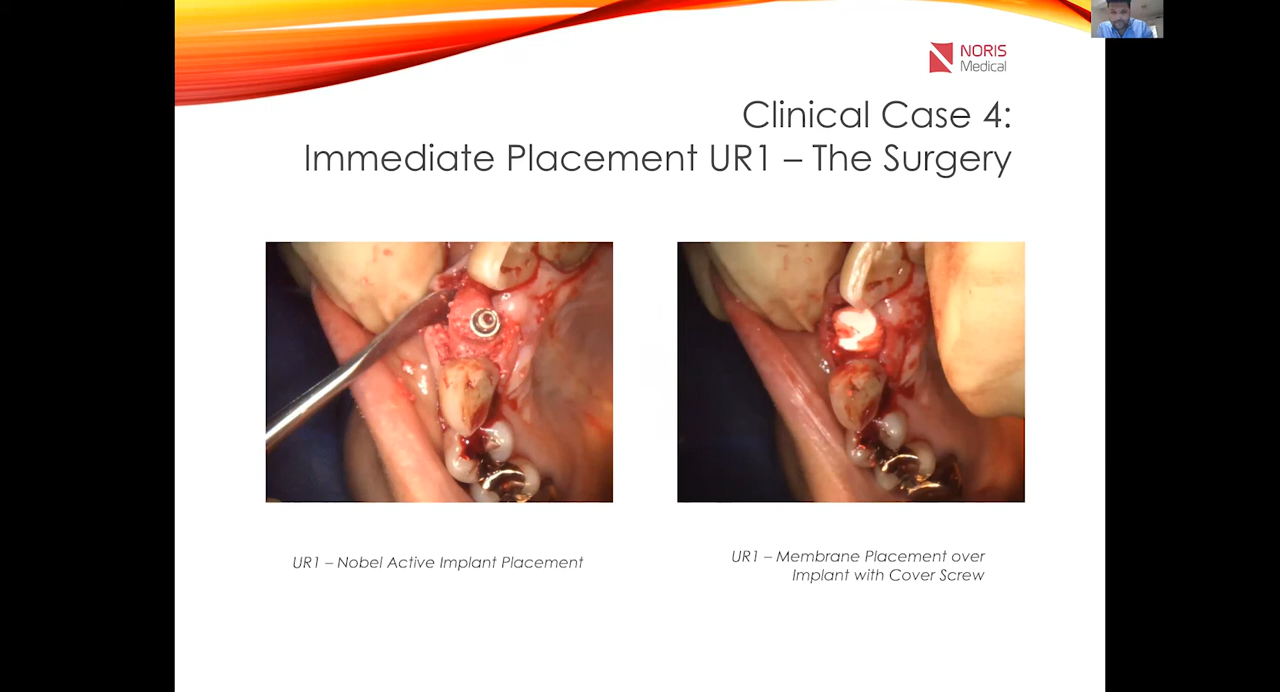 NORIS
Medical
Clinical Case 4:
Immediate Placement UR1 – The Surgery
UR1 – Nobel Active Implant Placement
UR1 – Membrane Placement over
Implant with Cover Screw